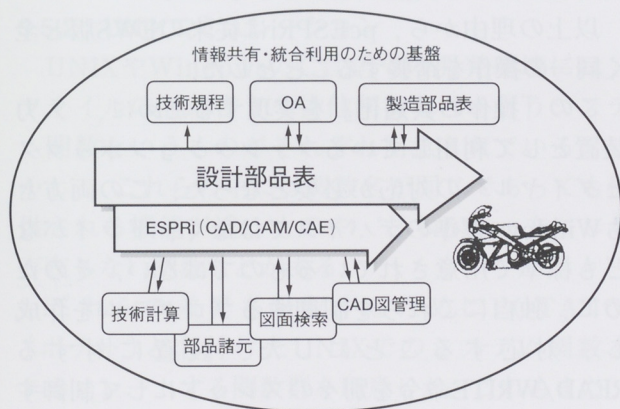 情報共有・統合利用のための基盤
技術規程
OA
製造部品表
設計部品表
ESPRi(CAD/CAM/CAE)
技術計算
部品諸元
図面検索
CAD図管理